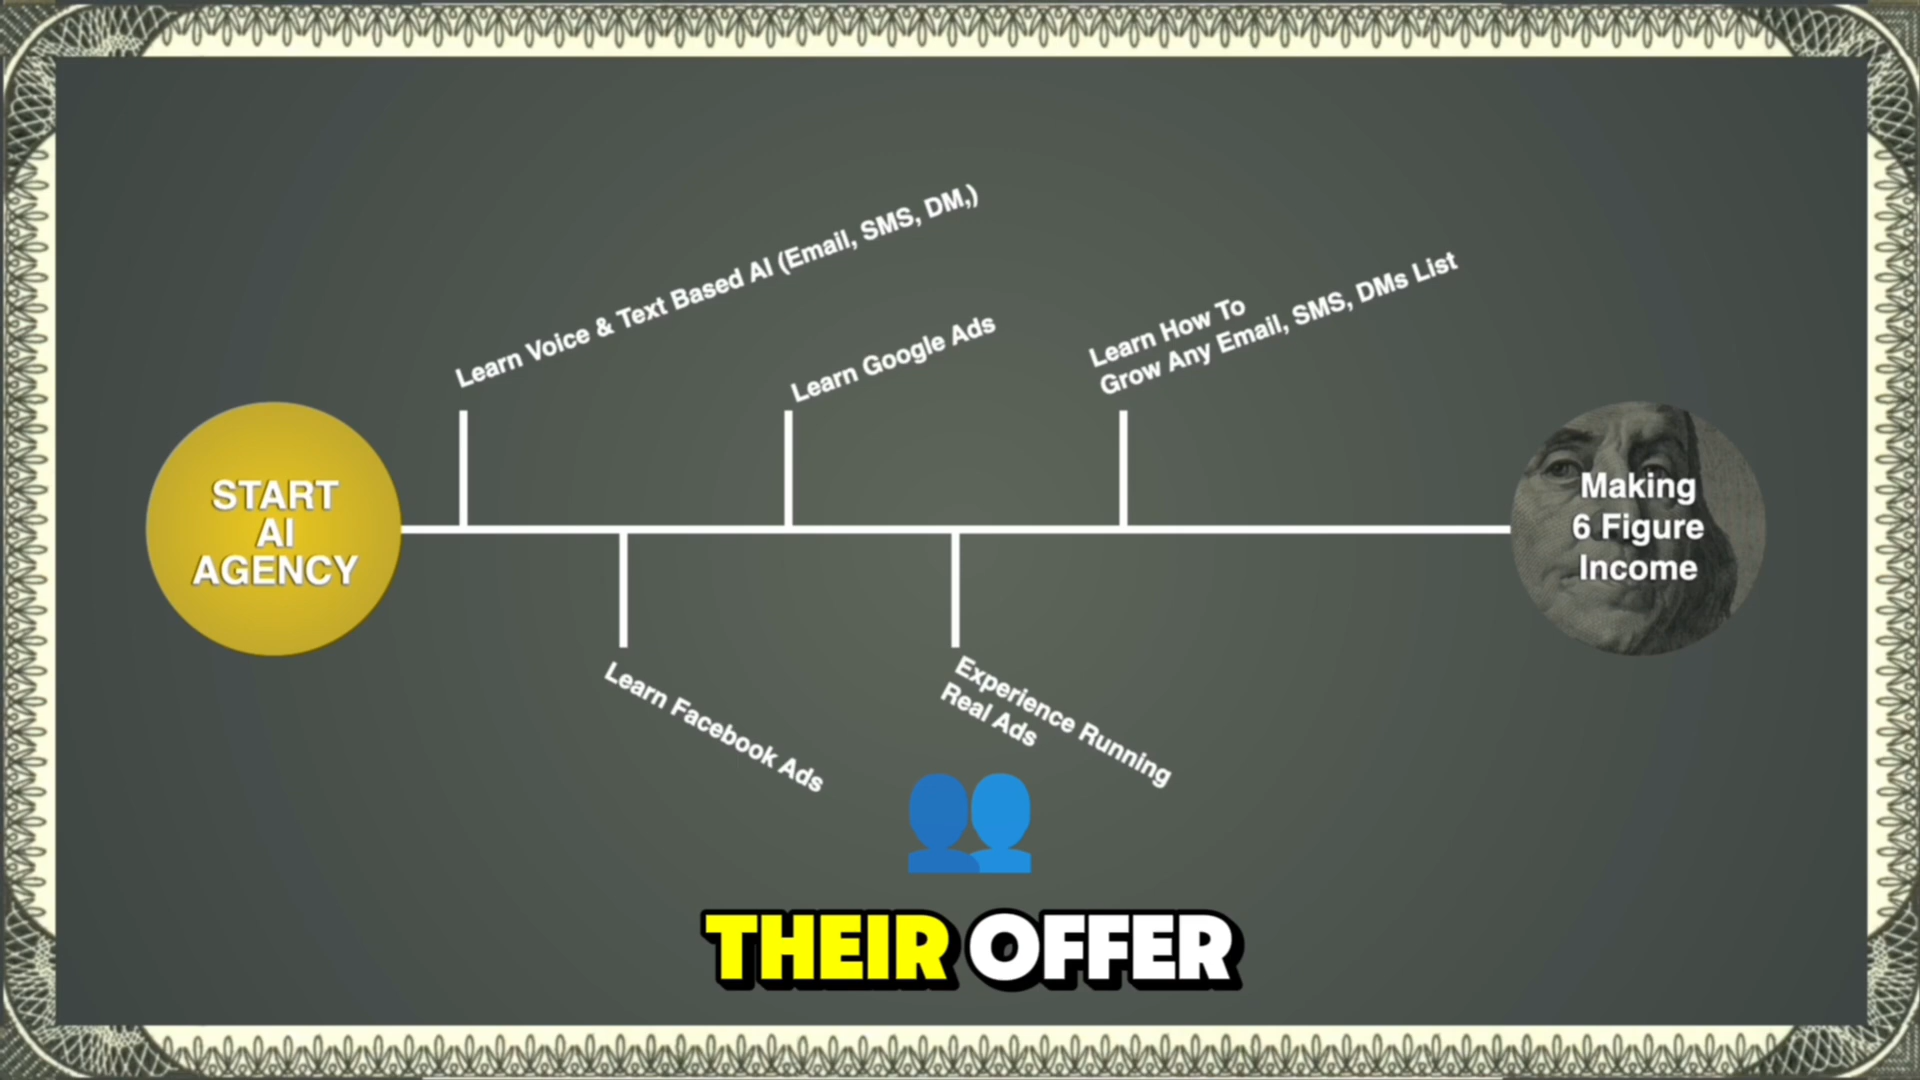 START
AI
AGENCY
Learn Voice & Text Based AI (Email, SMS, DM,)
Learn Facebook Ads
Learn Google Ads
Experience Running
Real Ads
Learn How To
Grow Any Email, SMS, DMs List
Making
6 Figure
Income
THEIR OFFER